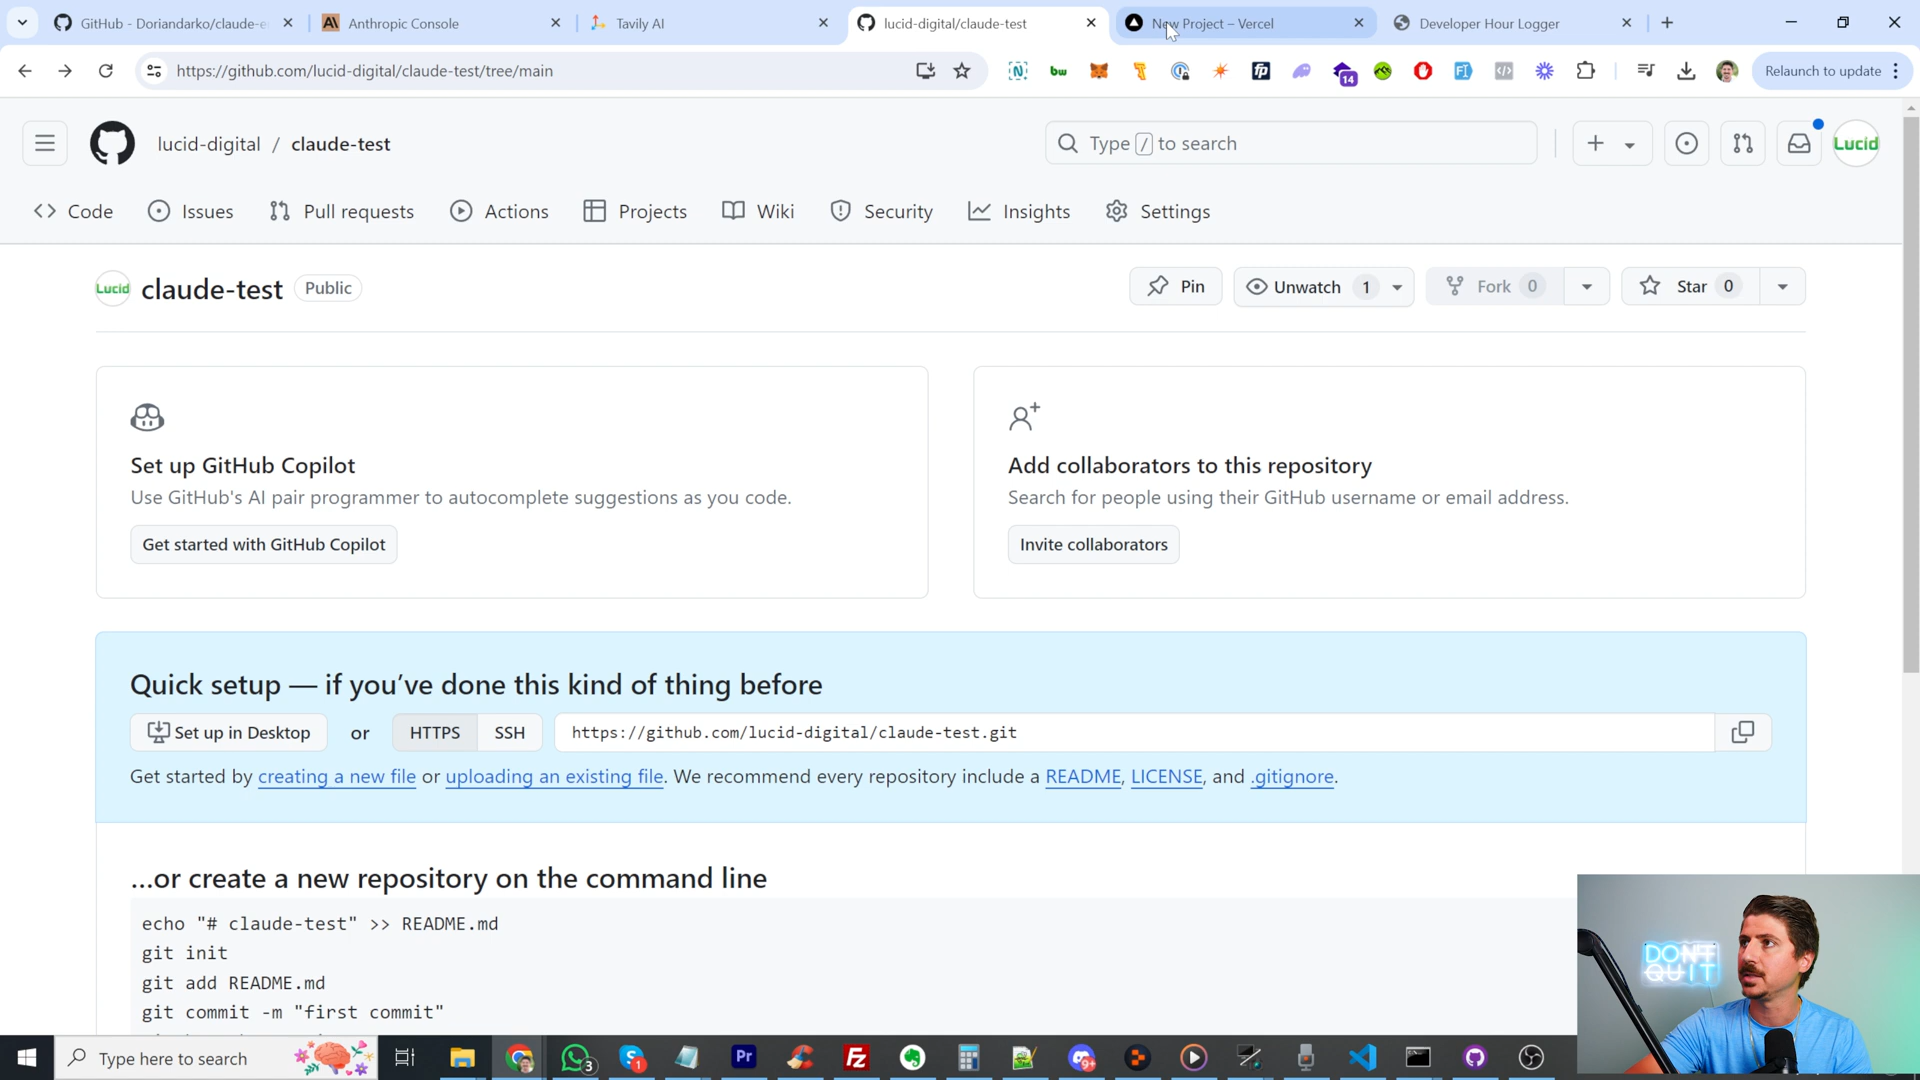 GitHub - Doriandarko/claude-e
Anthropic Console
Tavily AI
lucid-digital/claude-test
New Project – Vercel
Developer Hour Logger
https://github.com/lucid-digital/claude-test/tree/main
14
Relaunch to update
lucid-digital / claude-test
Type / to search
Lucid
Code
Issues
Pull requests
Actions
Projects
Wiki
Security
Insights
Settings
Lucid
claude-test
Public
Pin
Unwatch 1
Fork 0
Star 0
Set up GitHub Copilot
Use GitHub's AI pair programmer to autocomplete suggestions as you code.
Get started with GitHub Copilot
Add collaborators to this repository
Search for people using their GitHub username or email address.
Invite collaborators
Quick setup — if you’ve done this kind of thing before
Set up in Desktop
or
HTTPS
SSH
https://github.com/lucid-digital/claude-test.git
Get started by creating a new file or uploading an existing file. We recommend every repository include a README, LICENSE, and .gitignore.
…or create a new repository on the command line
echo "# claude-test" >> README.md
git init
git add README.md
git commit -m "first commit"
DON'T
QUIT
Type here to search
3
1
Pr